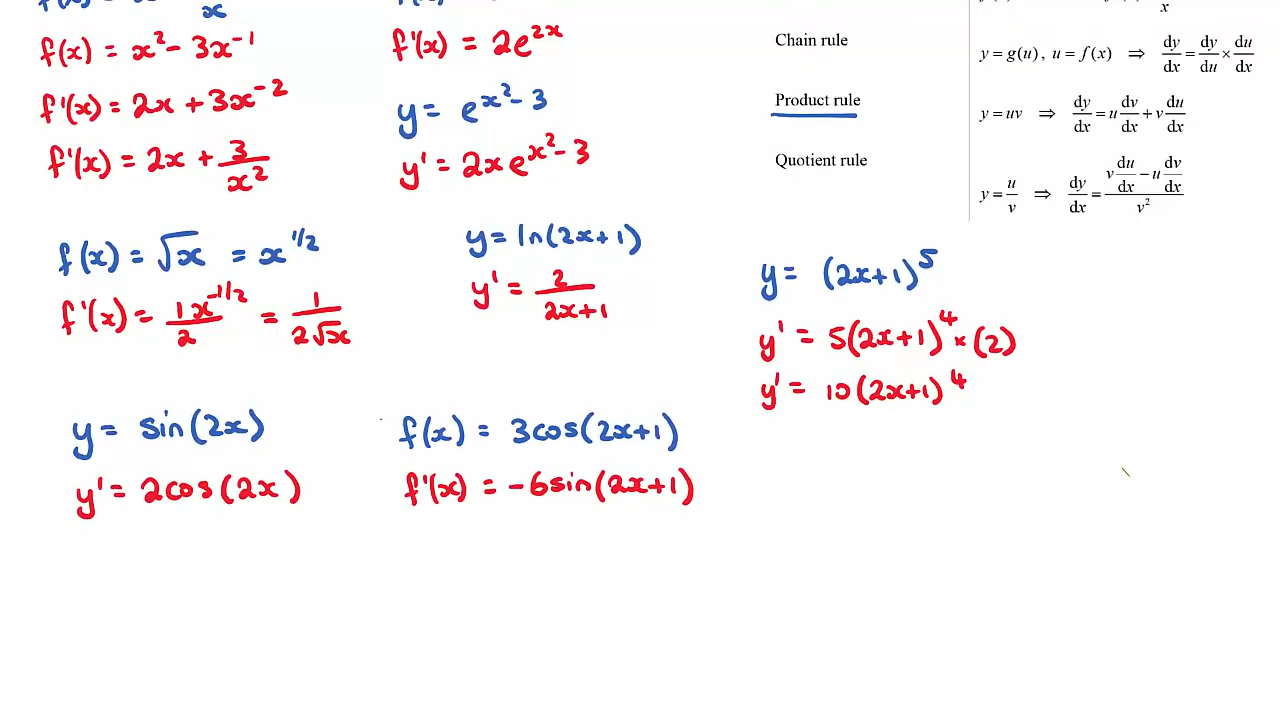 f(x) = x² - 3x⁻¹
f'(x) = 2x + 3x⁻²
f'(x) = 2x + 3/x²
f'(x) = 2e²ˣ
y = e^(x²-3)
y' = 2xe^(x²-3)
x
Chain rule
y = g(u), u = f(x) ⇒ dy/dx = dy/du × du/dx
Product rule
y = uv ⇒ dy/dx = u dv/dx + v du/dx
Quotient rule
y = u/v ⇒ dy/dx = (v du/dx - u dv/dx)/v²
f(x) = √x = x^(1/2)
f'(x) = 1x^(-1/2)/2 = 1/(2√x)
y = ln(2x+1)
y' = 2/(2x+1)
y = (2x+1)⁵
y' = 5(2x+1)⁴ × (2)
y' = 10(2x+1)⁴
y = sin(2x)
y' = 2cos(2x)
f(x) = 3cos(2x+1)
f'(x) = -6sin(2x+1)